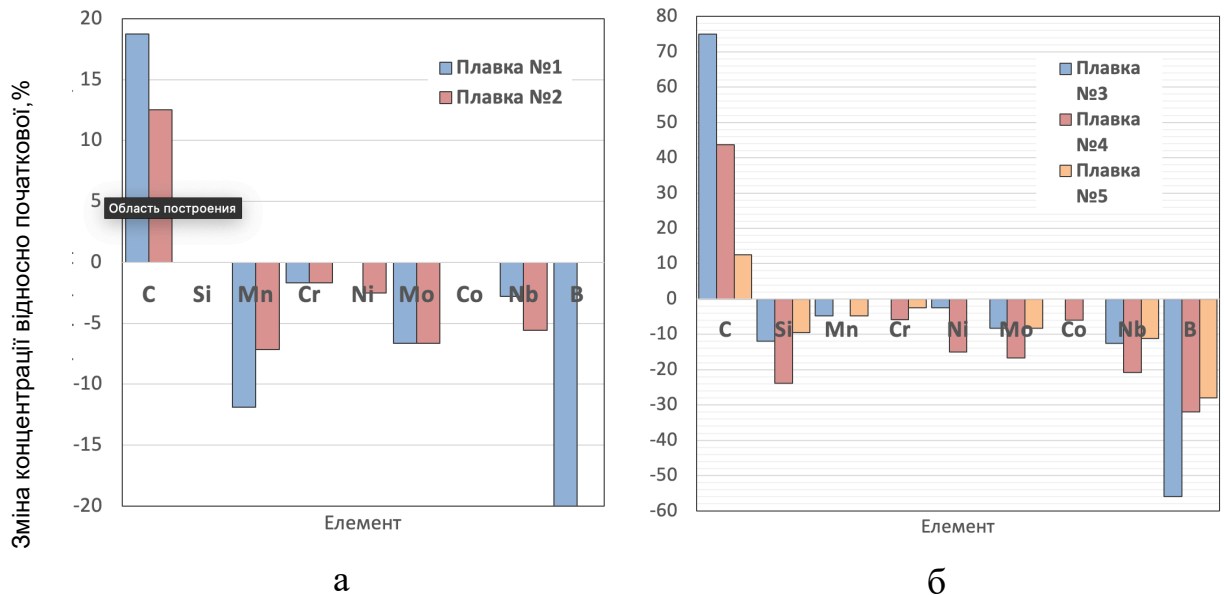 Зміна концентрації відносно початкової,%
20
15
10
5
0
-5
-10
-15
-20
Плавка №1
Плавка №2
Область построения
C Si Mn Cr Ni Mo Co Nb B
Елемент
а
80
70
60
50
40
30
20
10
0
-10
-20
-30
-40
-50
-60
Плавка
№3
Плавка
№4
Плавка
№5
C Si Mn Cr Ni Mo Co Nb B
Елемент
б